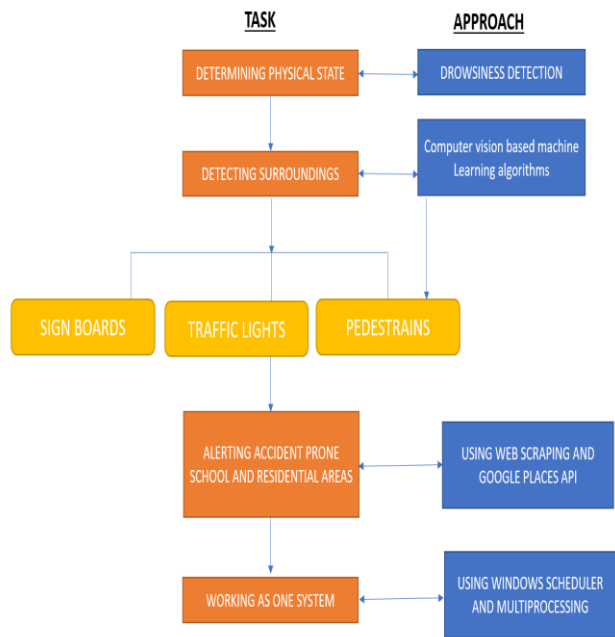 TASK
APPROACH
DETERMINING PHYSICAL STATE
DROWSINESS DETECTION
DETECTING SURROUNDINGS
Computer vision based machine
Learning algorithms
SIGN BOARDS
TRAFFIC LIGHTS
PEDESTRAINS
ALERTING ACCIDENT PRONE
SCHOOL AND RESIDENTIAL AREAS
USING WEB SCRAPING AND
GOOGLE PLACES API
WORKING AS ONE SYSTEM
USING WINDOWS SCHEDULER
AND MULTIPROCESSING